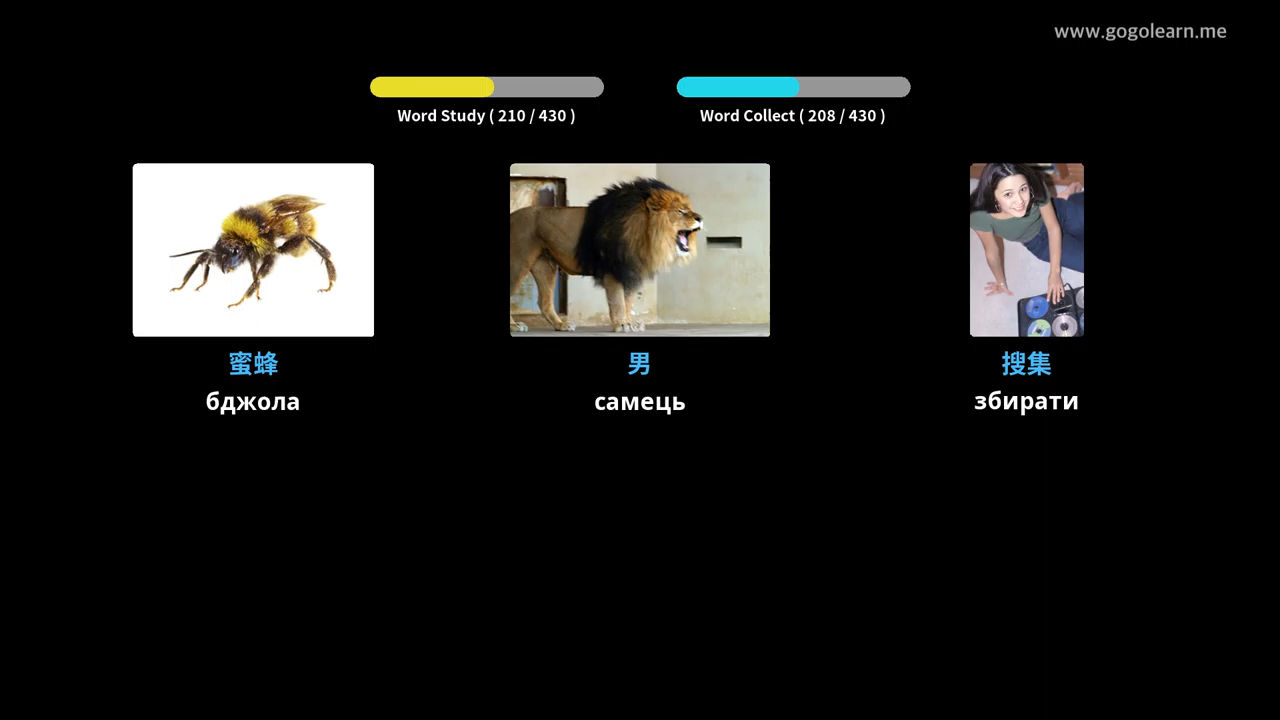 www.gogolearn.me
Word Study ( 210 / 430 )
Word Collect ( 208 / 430 )
蜜蜂
男
搜集
бджола
самець
збирати